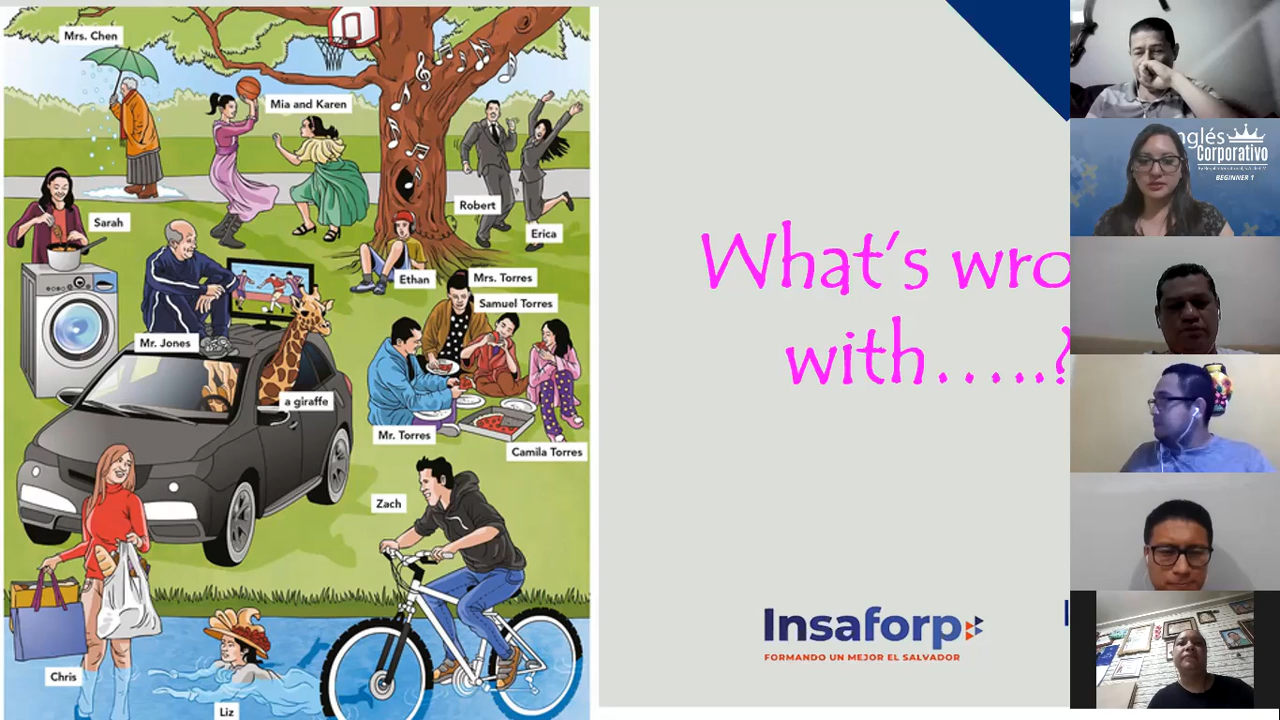 Mrs. Chen
Mia and Karen
Robert
Erica
Sarah
Ethan
Mrs. Torres
Samuel Torres
Mr. Jones
a giraffe
Mr. Torres
Camila Torres
Zach
Chris
Liz
What's wro
with.....?
Insaforp
FORMANDO UN MEJOR EL SALVADOR
nglés
Corporativo
BEGINNER 1